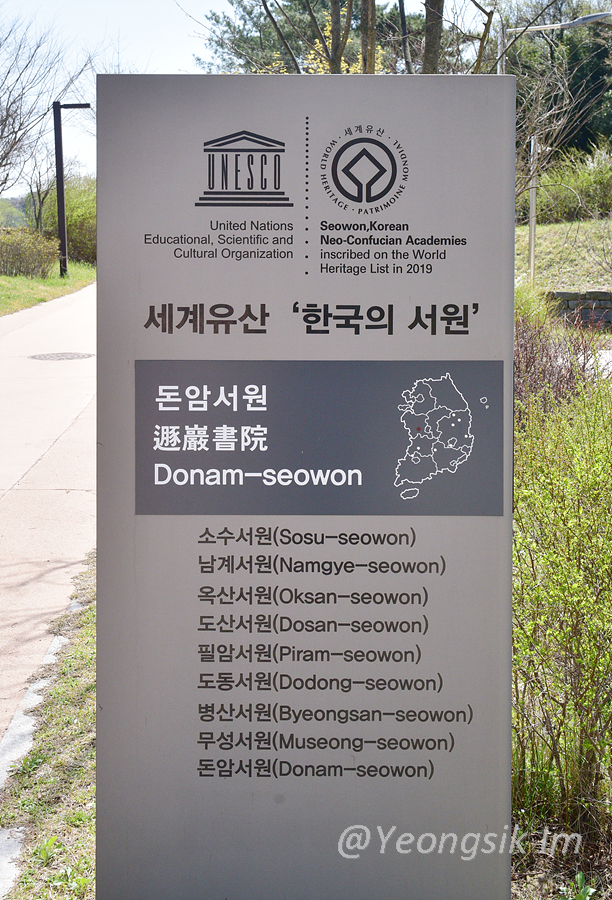 UNESCO
United Nations
Educational, Scientific and
Cultural Organization
· 세계유산 ·
WORLD HERITAGE · PATRIMOINE MONDIAL
Seowon,Korean
Neo-Confucian Academies
inscribed on the World
Heritage List in 2019
세계유산 ‘한국의 서원’
돈암서원
遯巖書院
Donam-seowon
소수서원(Sosu-seowon)
남계서원(Namgye-seowon)
옥산서원(Oksan-seowon)
도산서원(Dosan-seowon)
필암서원(Piram-seowon)
도동서원(Dodong-seowon)
병산서원(Byeongsan-seowon)
무성서원(Museong-seowon)
돈암서원(Donam-seowon)
@Yeongsik Im